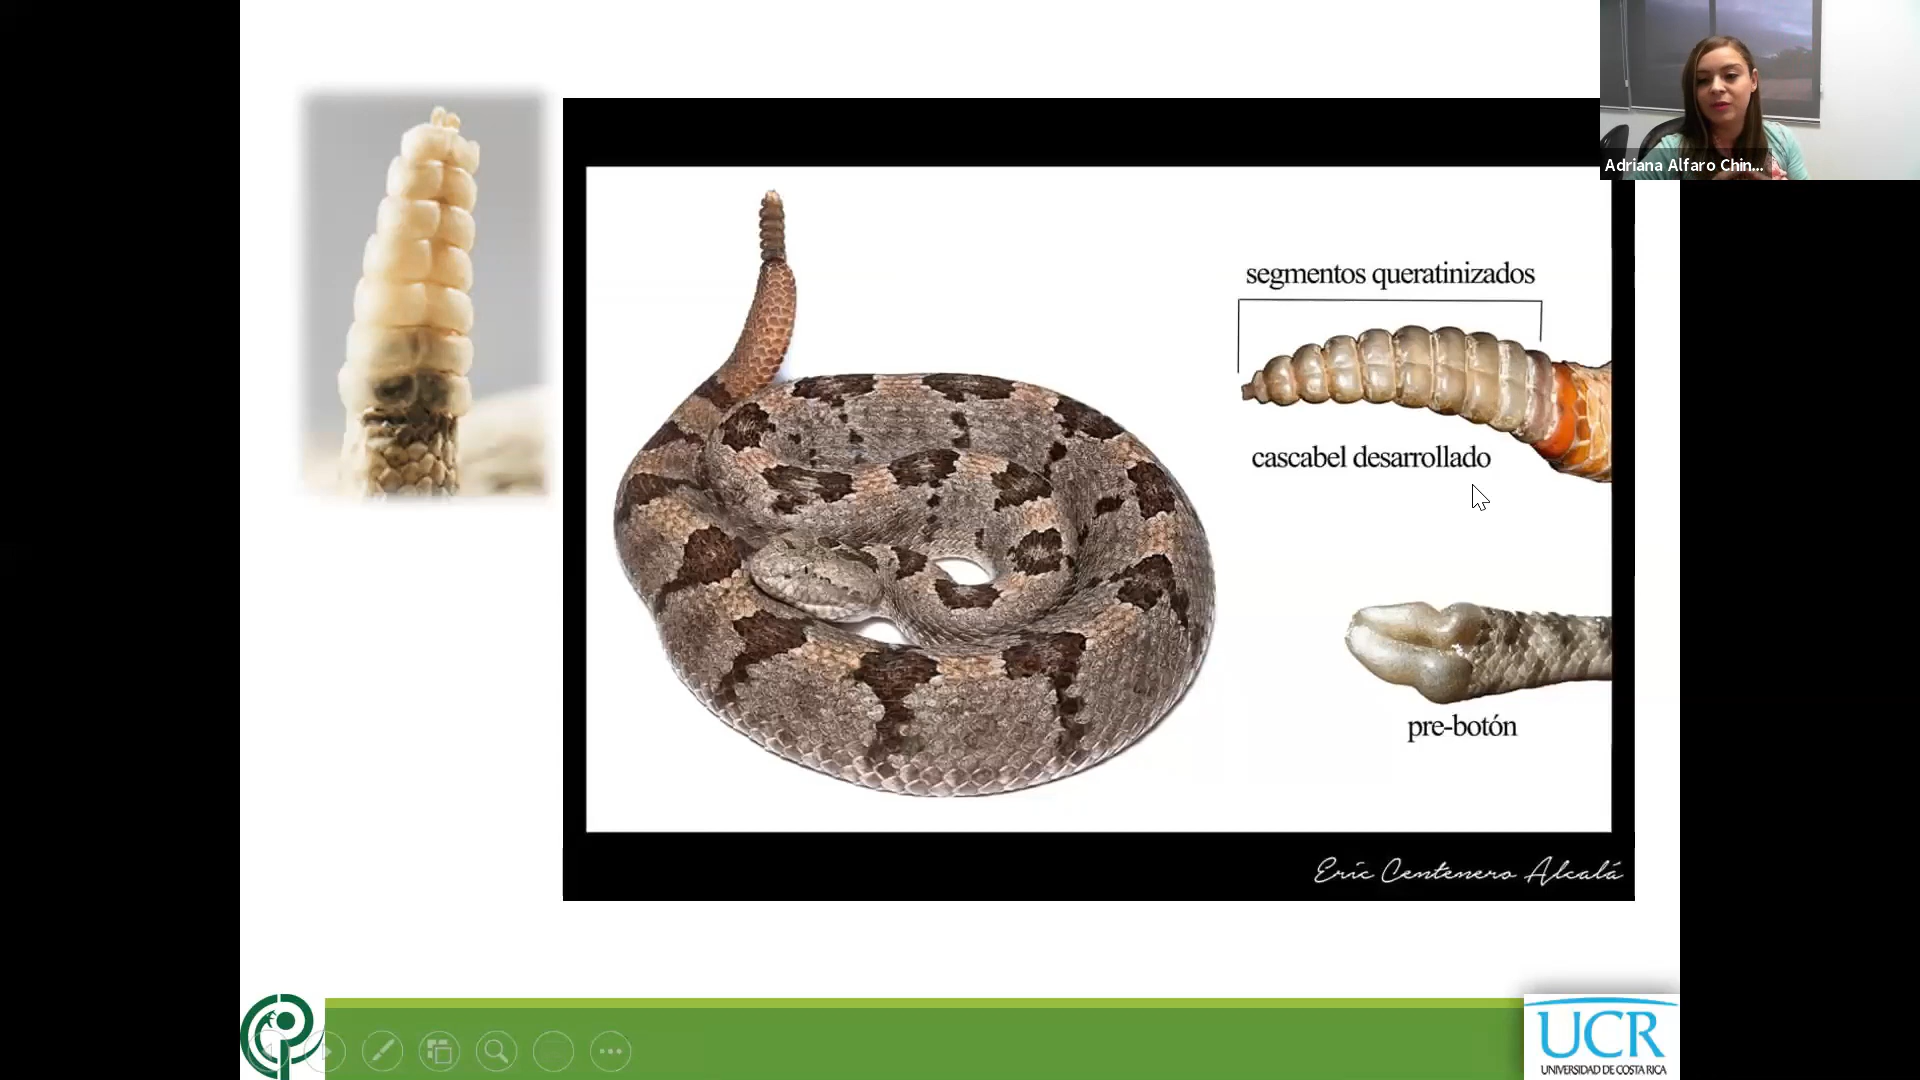 Adriana Alfaro Chin...
segmentos queratinizados
cascabel desarrollado
pre-botón
Eric Centenero Alcalá
UCR
UNIVERSIDAD DE COSTA RICA